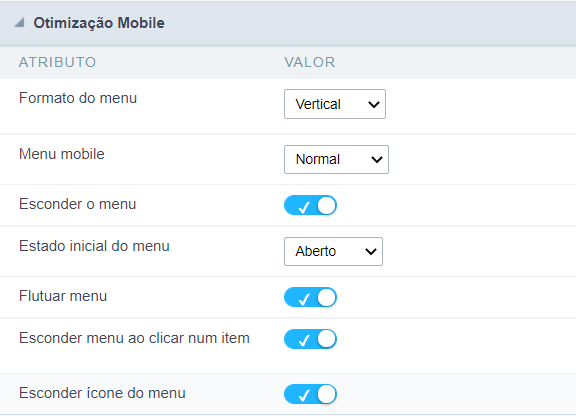 Otimização Mobile
ATRIBUTO VALOR
Formato do menu Vertical
Menu mobile Normal
Esconder o menu
Estado inicial do menu Aberto
Flutuar menu
Esconder menu ao clicar num item
Esconder ícone do menu